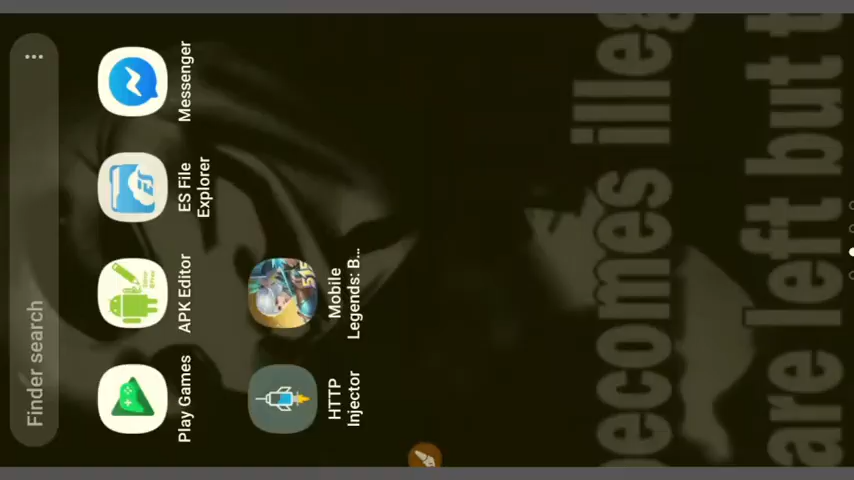 Finder search
Play Games
APK Editor
ES File
Explorer
Messenger
HTTP
Injector
Mobile
Legends: B...
becomes illeg
are left but t